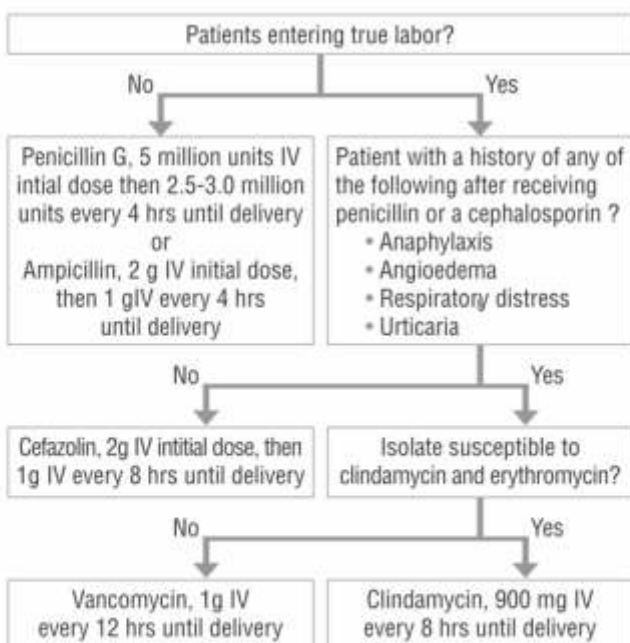 Patients entering true labor?
No
Yes
Penicillin G, 5 million units IV
intial dose then 2.5-3.0 million
units every 4 hrs until delivery
or
Ampicillin, 2 g IV initial dose,
then 1 gIV every 4 hrs
until delivery
Patient with a history of any of
the following after receiving
penicillin or a cephalosporin ?
• Anaphylaxis
• Angioedema
• Respiratory distress
• Urticaria
No
Yes
Cefazolin, 2g IV intitial dose, then
1g IV every 8 hrs until delivery
Isolate susceptible to
clindamycin and erythromycin?
No
Yes
Vancomycin, 1g IV
every 12 hrs until delivery
Clindamycin, 900 mg IV
every 8 hrs until delivery